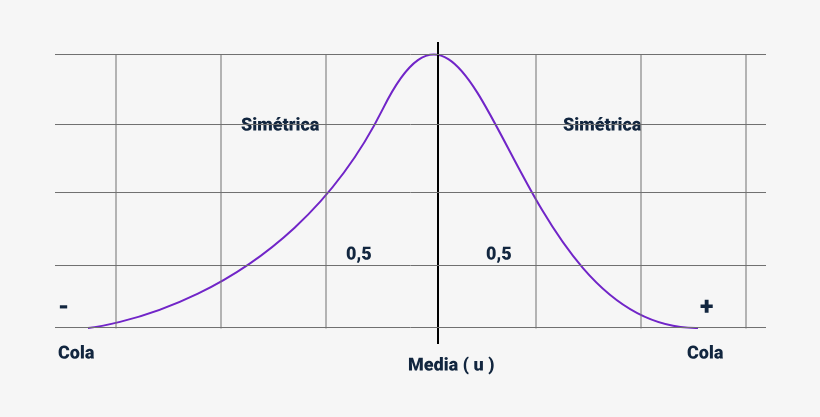 Simétrica
Simétrica
0,5
0,5
-
+
Cola
Media ( u )
Cola